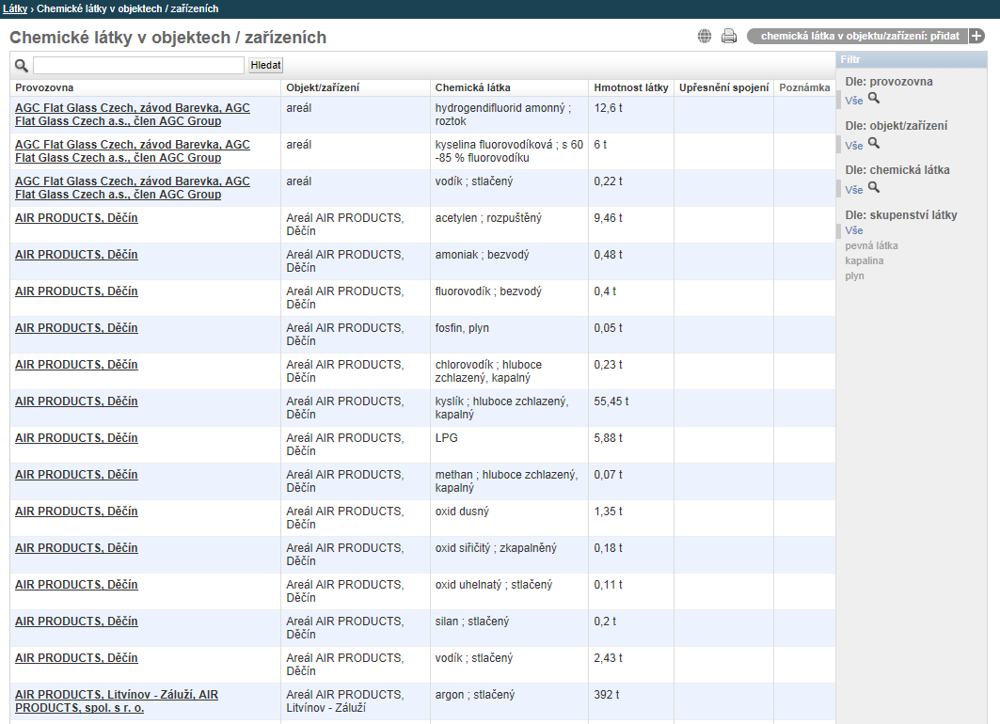 Látky › Chemické látky v objektech / zařízeních
Chemické látky v objektech / zařízeních
chemická látka v objektu/zařízení: přidat
Hledat
Provozovna Objekt/zařízení Chemická látka Hmotnost látky Upřesnění spojení Poznámka
AGC Flat Glass Czech, závod Barevka, AGC areál hydrogendifluorid amonný ; 12,6 t
Flat Glass Czech a.s., člen AGC Group roztok
AGC Flat Glass Czech, závod Barevka, AGC areál kyselina fluorovodíková ; s 60 6 t
Flat Glass Czech a.s., člen AGC Group -85 % fluorovodíku
AGC Flat Glass Czech, závod Barevka, AGC areál vodík ; stlačený 0,22 t
Flat Glass Czech a.s., člen AGC Group
AIR PRODUCTS, Děčín Areál AIR PRODUCTS, acetylen ; rozpuštěný 9,46 t
Děčín
AIR PRODUCTS, Děčín Areál AIR PRODUCTS, amoniak ; bezvodý 0,48 t
Děčín
AIR PRODUCTS, Děčín Areál AIR PRODUCTS, fluorovodík ; bezvodý 0,4 t
Děčín
AIR PRODUCTS, Děčín Areál AIR PRODUCTS, fosfin, plyn 0,05 t
Děčín
AIR PRODUCTS, Děčín Areál AIR PRODUCTS, chlorovodík ; hluboce 0,23 t
Děčín zchlazený, kapalný
AIR PRODUCTS, Děčín Areál AIR PRODUCTS, kyslík ; hluboce zchlazený, 55,45 t
Děčín kapalný
AIR PRODUCTS, Děčín Areál AIR PRODUCTS, LPG 5,88 t
Děčín
AIR PRODUCTS, Děčín Areál AIR PRODUCTS, methan ; hluboce zchlazený, 0,07 t
Děčín kapalný
AIR PRODUCTS, Děčín Areál AIR PRODUCTS, oxid dusný 1,35 t
Děčín
AIR PRODUCTS, Děčín Areál AIR PRODUCTS, oxid siřičitý ; zkapalněný 0,18 t
Děčín
AIR PRODUCTS, Děčín Areál AIR PRODUCTS, oxid uhelnatý ; stlačený 0,11 t
Děčín
AIR PRODUCTS, Děčín Areál AIR PRODUCTS, silan ; stlačený 0,2 t
Děčín
AIR PRODUCTS, Děčín Areál AIR PRODUCTS, vodík ; stlačený 2,43 t
Děčín
AIR PRODUCTS, Litvínov - Záluží, AIR Areál AIR PRODUCTS, argon ; stlačený 392 t
PRODUCTS, spol. s r. o. Litvínov - Záluží
Filtr
Dle: provozovna
Vše
Dle: objekt/zařízení
Vše
Dle: chemická látka
Vše
Dle: skupenství látky
Vše
pevná látka
kapalina
plyn